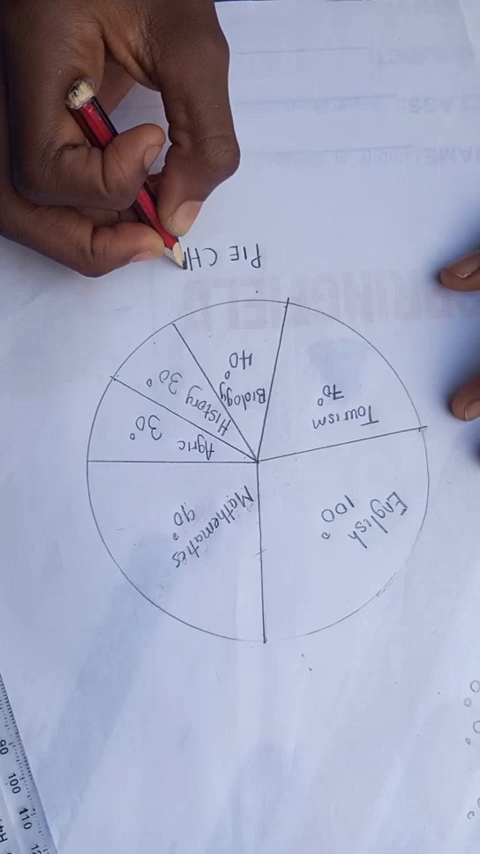 PIE CH
Biology
40°
Tourism
70°
History 30°
Agric
30°
Mathematics
90°
English
100°
90
100
110